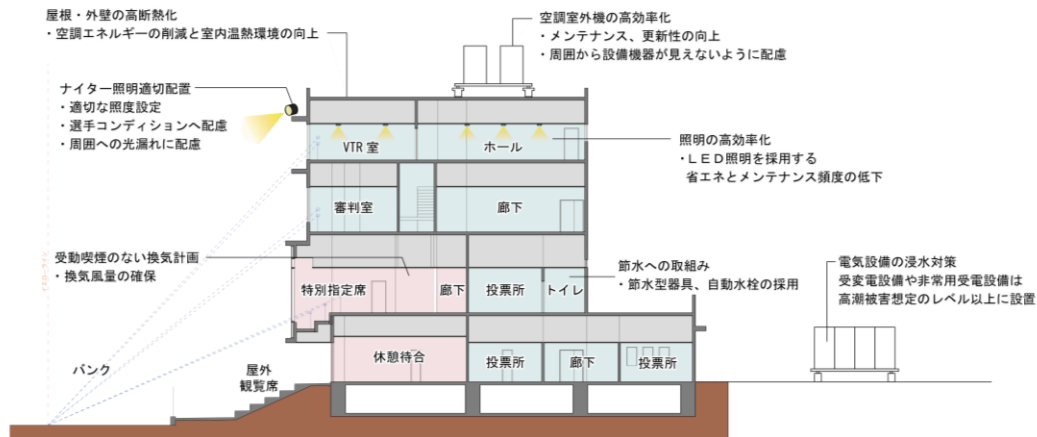 屋根・外壁の高断熱化
・空調エネルギーの削減と室内温熱環境の向上
空調室外機の高効率化
・メンテナンス、更新性の向上
・周囲から設備機器が見えないように配慮
ナイター照明適切配置
・適切な照度設定
・選手コンディションへ配慮
・周囲への光漏れに配慮
照明の高効率化
・ＬＥＤ照明を採用する
省エネとメンテナンス頻度の低下
VTR 室
ホール
審判室
廊下
受動喫煙のない換気計画
・換気風量の確保
特別指定席
廊下
投票所
トイレ
節水への取組み
・節水型器具、自動水栓の採用
電気設備の浸水対策
受変電設備や非常用受電設備は
高潮被害想定のレベル以上に設置
休憩待合
投票所
廊下
投票所
バンク
屋外
観覧席